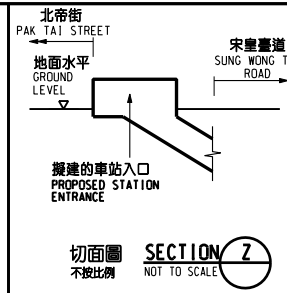 北帝街
PAK TAI STREET
地面水平
GROUND
LEVEL
宋皇臺道
SUNG WONG T
ROAD
擬建的車站入口
PROPOSED STATION
ENTRANCE
切面圖
不按比例
SECTION
NOT TO SCALE
Z